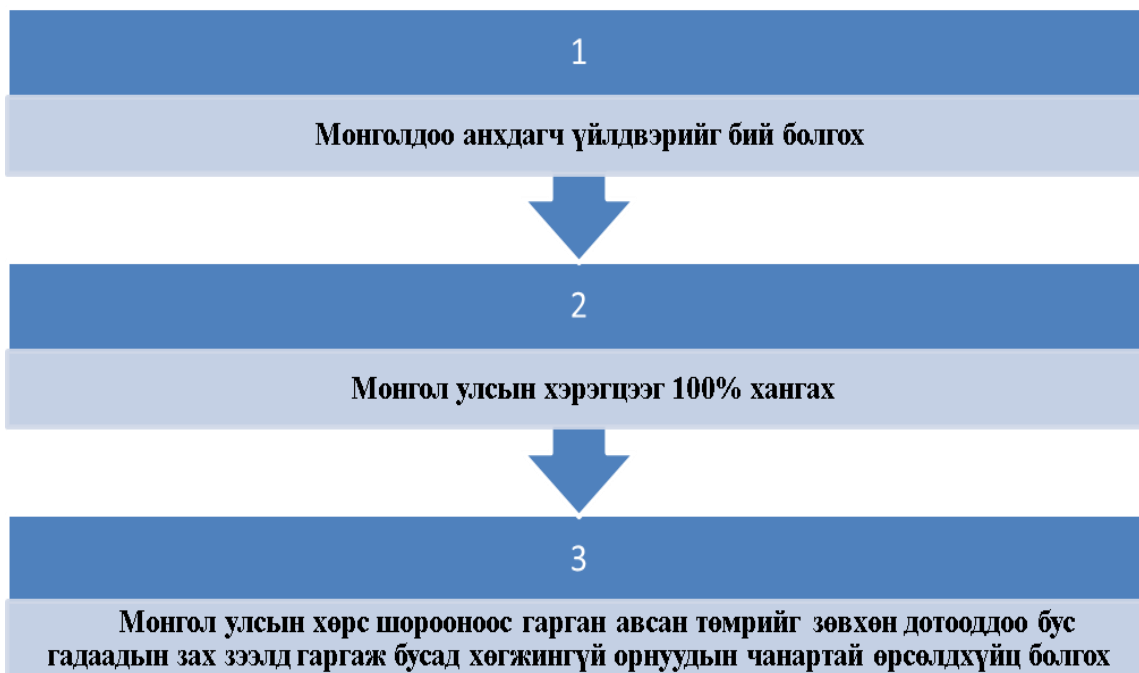 1
Монголдоо анхдагч үйлдвэрийг бий болгох
2
Монгол улсын хэрэгцээг 100% хангах
3
Монгол улсын хөрс шорооноос гарган авсан төмрийг зөвхөн дотооддоо бус
гадаадын зах зээлд гаргаж бусад хөгжингүй орнуудын чанартай өрсөлдхүйц болгох